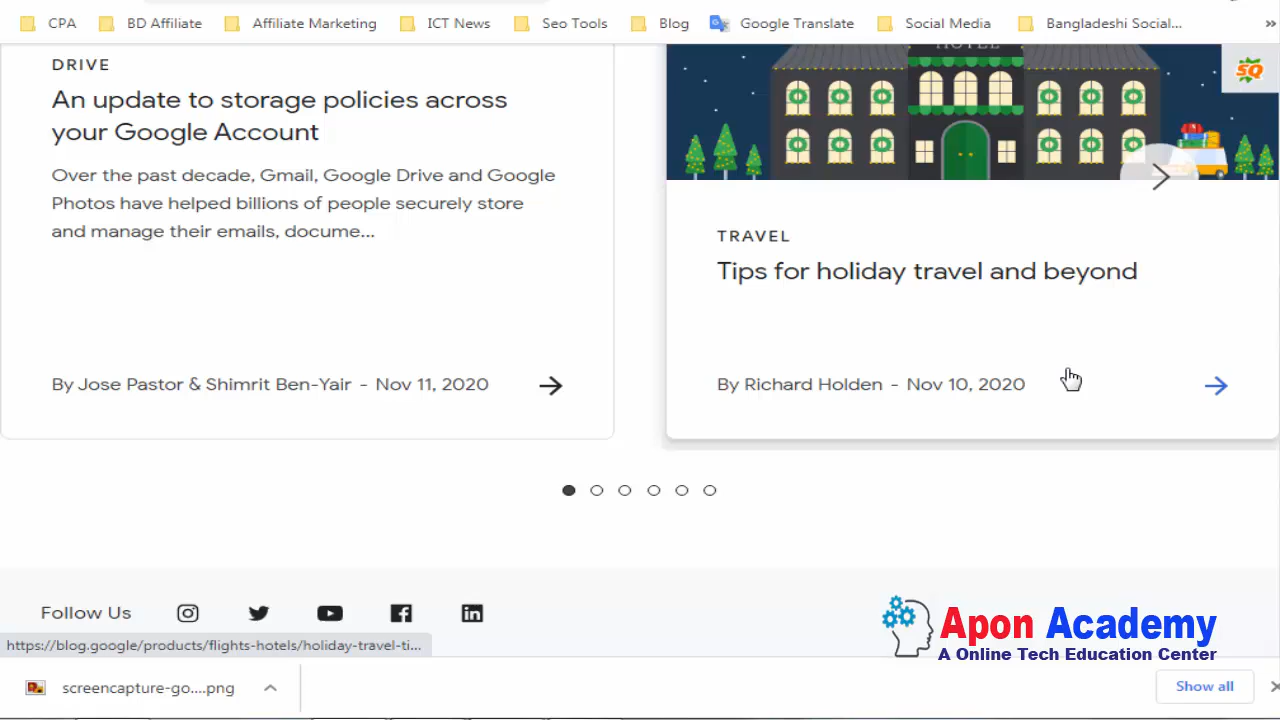 CPA BD Affiliate Affiliate Marketing ICT News Seo Tools Blog Google Translate Social Media Bangladeshi Social... »
HOTEL
SQ
DRIVE
An update to storage policies across
your Google Account
Over the past decade, Gmail, Google Drive and Google
Photos have helped billions of people securely store
and manage their emails, docume...
By Jose Pastor & Shimrit Ben-Yair - Nov 11, 2020
TRAVEL
Tips for holiday travel and beyond
By Richard Holden - Nov 10, 2020
Follow Us
https://blog.google/products/flights-hotels/holiday-travel-ti...
Apon Academy
A Online Tech Education Center
screencapture-go....png
Show all